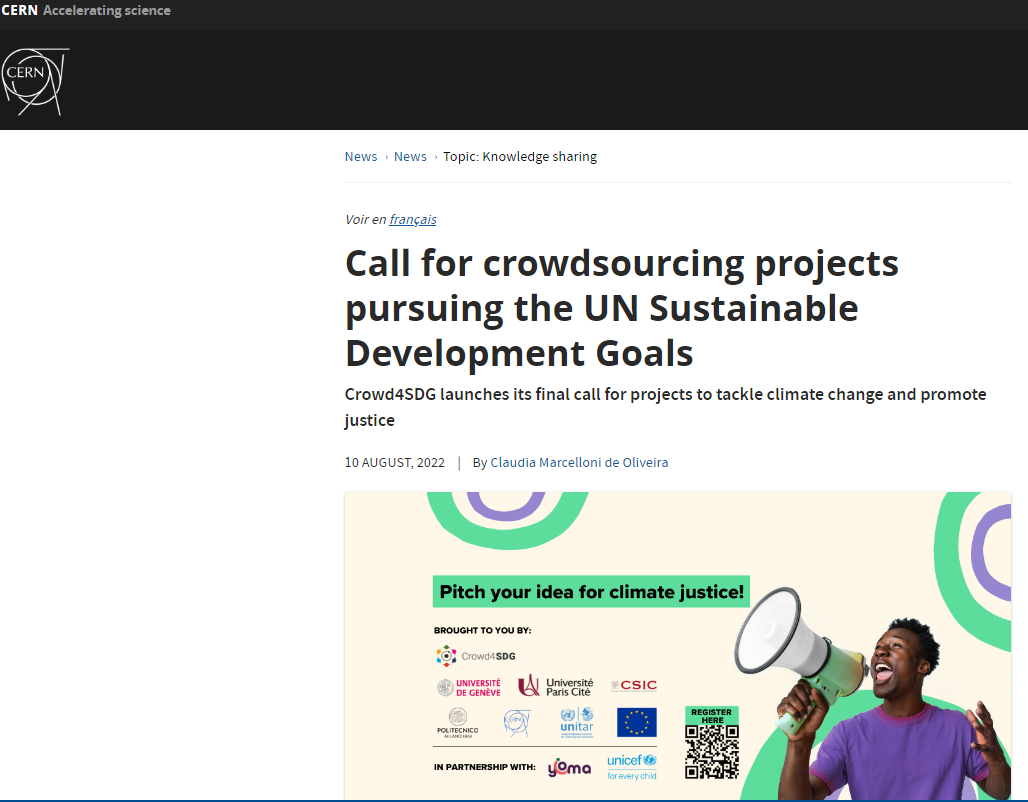 CERN Accelerating science
CERN
News › News › Topic: Knowledge sharing
Voir en français
Call for crowdsourcing projects
pursuing the UN Sustainable
Development Goals
Crowd4SDG launches its final call for projects to tackle climate change and promote
justice
10 AUGUST, 2022 | By Claudia Marcelloni de Oliveira
Pitch your idea for climate justice!
BROUGHT TO YOU BY:
Crowd4SDG
UNIVERSITÉ
DE GENÈVE
Université
Paris Cité
CSIC
POLITECNICO
MILANO 1863
CERN
unitar
REGISTER
HERE
IN PARTNERSHIP WITH:
yoma
unicef
for every child